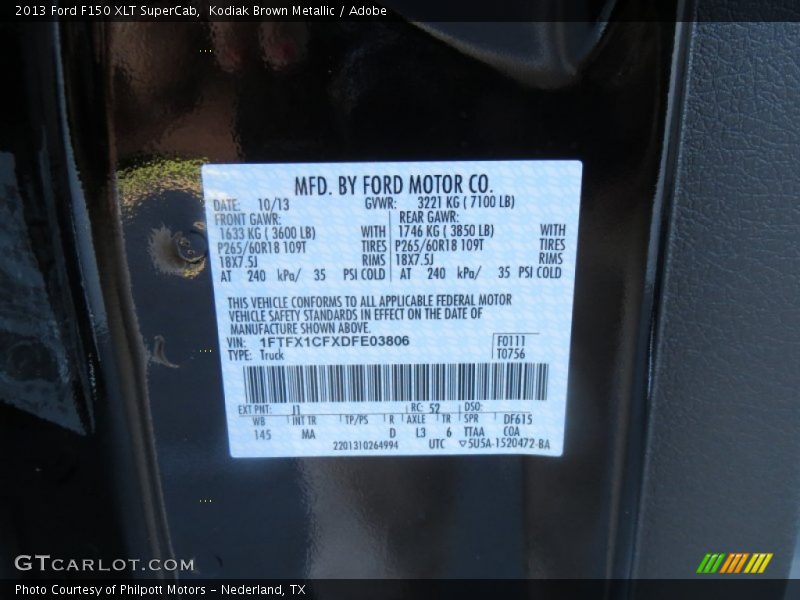 2013 Ford F150 XLT SuperCab, Kodiak Brown Metallic / Adobe
MFD. BY FORD MOTOR CO.
DATE: 10/13 GVWR: 3221 KG ( 7100 LB)
FRONT GAWR: REAR GAWR:
1633 KG ( 3600 LB) WITH 1746 KG ( 3850 LB) WITH
P265/60R18 109T TIRES P265/60R18 109T TIRES
18X7.5J RIMS 18X7.5J RIMS
AT 240 kPa/ 35 PSI COLD AT 240 kPa/ 35 PSI COLD
THIS VEHICLE CONFORMS TO ALL APPLICABLE FEDERAL MOTOR
VEHICLE SAFETY STANDARDS IN EFFECT ON THE DATE OF
MANUFACTURE SHOWN ABOVE.
VIN: 1FTFX1CFXDFE03806 F0111
TYPE: Truck T0756
EXT PNT: J1 RC: 52 DSO:
WB INT TR TP/PS R AXLE TR SPR DF615
145 MA D L3 6 TTAA COA
2201310264994 UTC ▽5U5A-1520472-BA
GTCARLOT.COM
Photo Courtesy of Philpott Motors - Nederland, TX